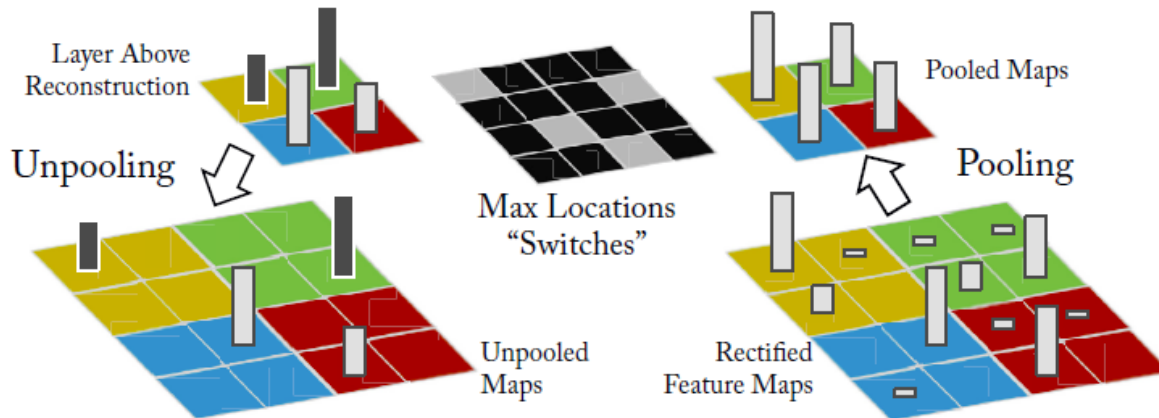 Layer Above
Reconstruction
Pooled Maps
Unpooling
Pooling
Max Locations
“Switches”
Unpooled
Maps
Rectified
Feature Maps